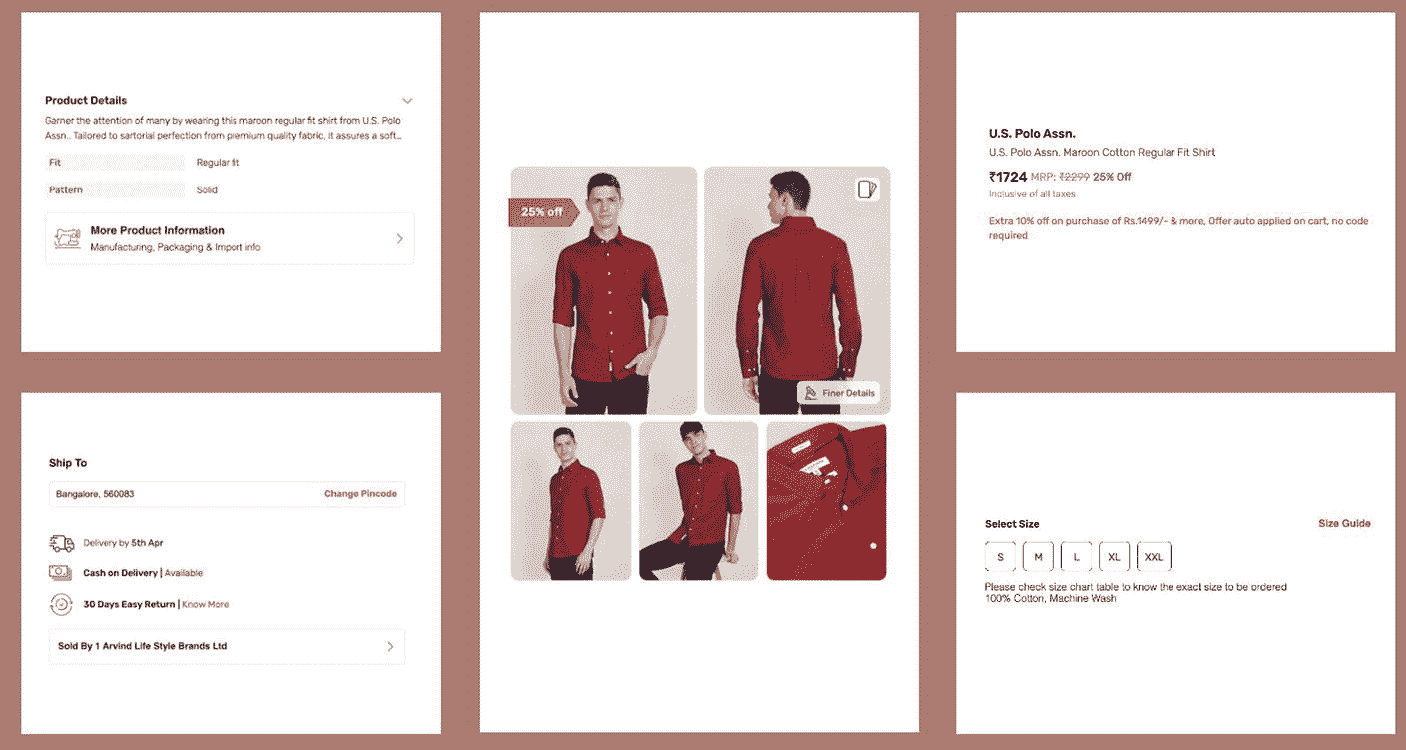 Product Details
Garner the attention of many by wearing this maroon regular fit shirt from U.S. Polo
Assn.. Tailored to sartorial perfection from premium quality fabric, it assures a soft...
Fit Regular fit
Pattern Solid
More Product Information
Manufacturing, Packaging & Import info
Ship To
Bangalore, 560083 Change Pincode
Delivery by 5th Apr
Cash on Delivery | Available
30 Days Easy Return | Know More
Sold By 1 Arvind Life Style Brands Ltd
25% off
Finer Details
U.S. Polo Assn.
U.S. Polo Assn. Maroon Cotton Regular Fit Shirt
₹1724 MRP: ₹2299 25% Off
Inclusive of all taxes
Extra 10% off on purchase of Rs.1499/- & more, Offer auto applied on cart, no code
required
Select Size Size Guide
S M L XL XXL
Please check size chart table to know the exact size to be ordered
100% Cotton, Machine Wash